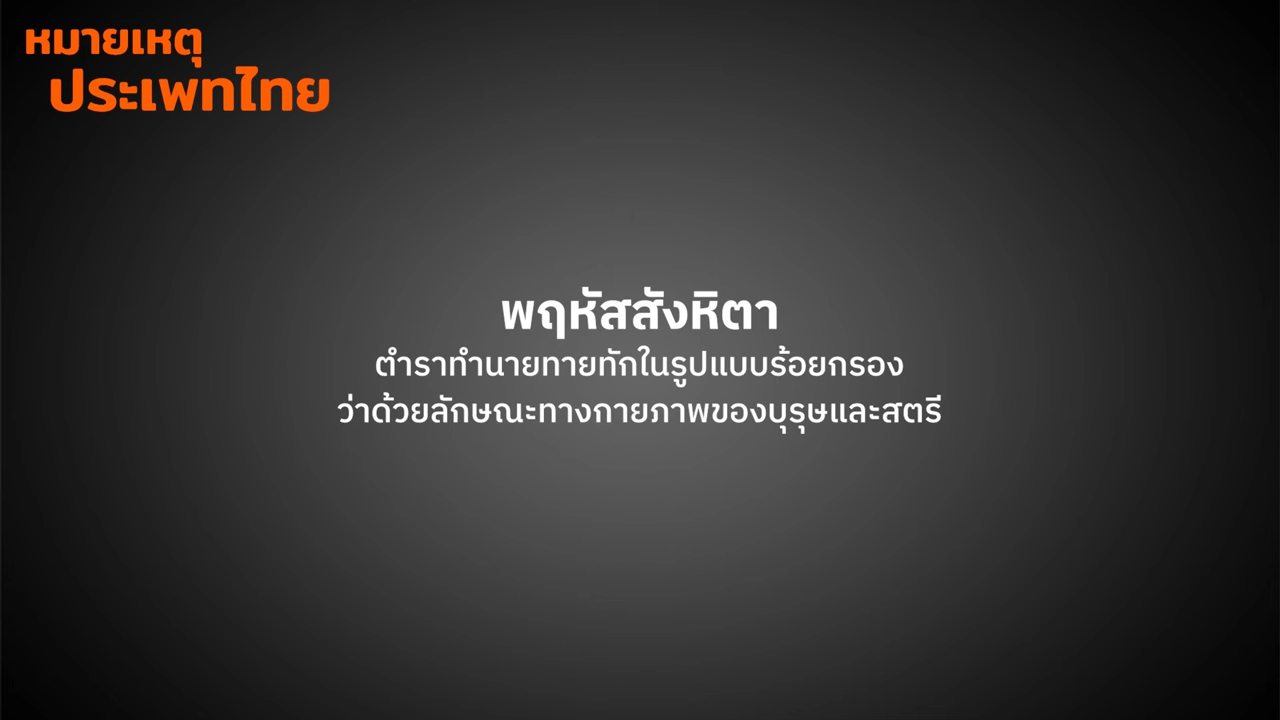 หมายเหตุ
ประเพทไทย
พฤหัสสังหิตา
ตำราทำนายทายทักในรูปแบบร้อยกรอง
ว่าด้วยลักษณะทางกายภาพของบุรุษและสตรี